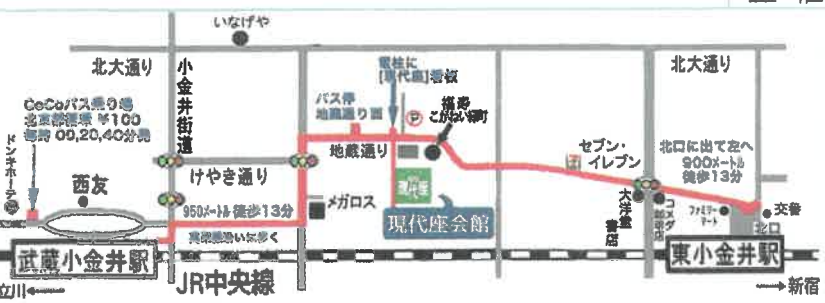 いなげや
北大通り
小金井街道
電柱に
[現代座]看板
北大通り
CoCoバス乗り場
北東部循環 ¥100
毎時 00,20,40分発
バス停
地蔵通り西
こがねい緑町
ドンキホーテ
地蔵通り
セブン・
イレブン
北口に出て左へ
900メートル
徒歩13分
けやき通り
西友
現代座
950メートル 徒歩13分
メガロス
大洋堂
書店
コメダ
ファミリー
マート
交番
現代座会館
北口
武蔵小金井駅
東小金井駅
立川←
JR中央線
→新宿